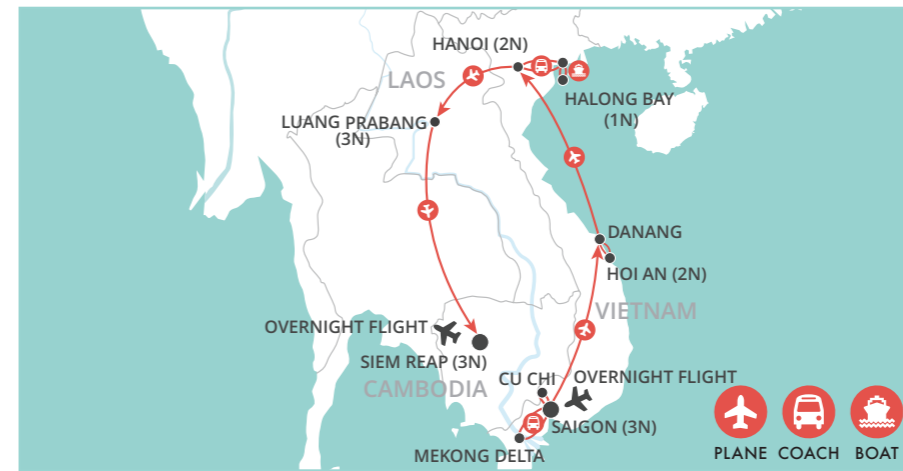 HANOI (2N)
LAOS
HALONG BAY
(1N)
LUANG PRABANG
(3N)
DANANG
HOI AN (2N)
VIETNAM
OVERNIGHT FLIGHT
SIEM REAP (3N)
CAMBODIA
CU CHI
OVERNIGHT FLIGHT
SAIGON (3N)
MEKONG DELTA
PLANE COACH BOAT